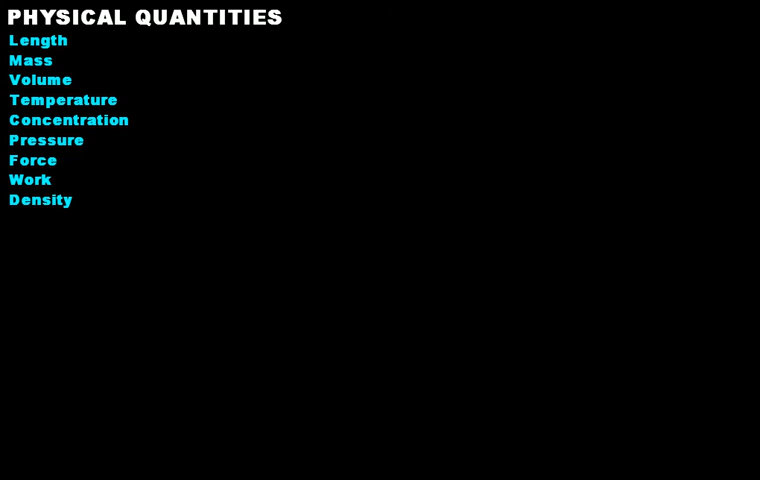 PHYSICAL QUANTITIES
Length
Mass
Volume
Temperature
Concentration
Pressure
Force
Work
Density